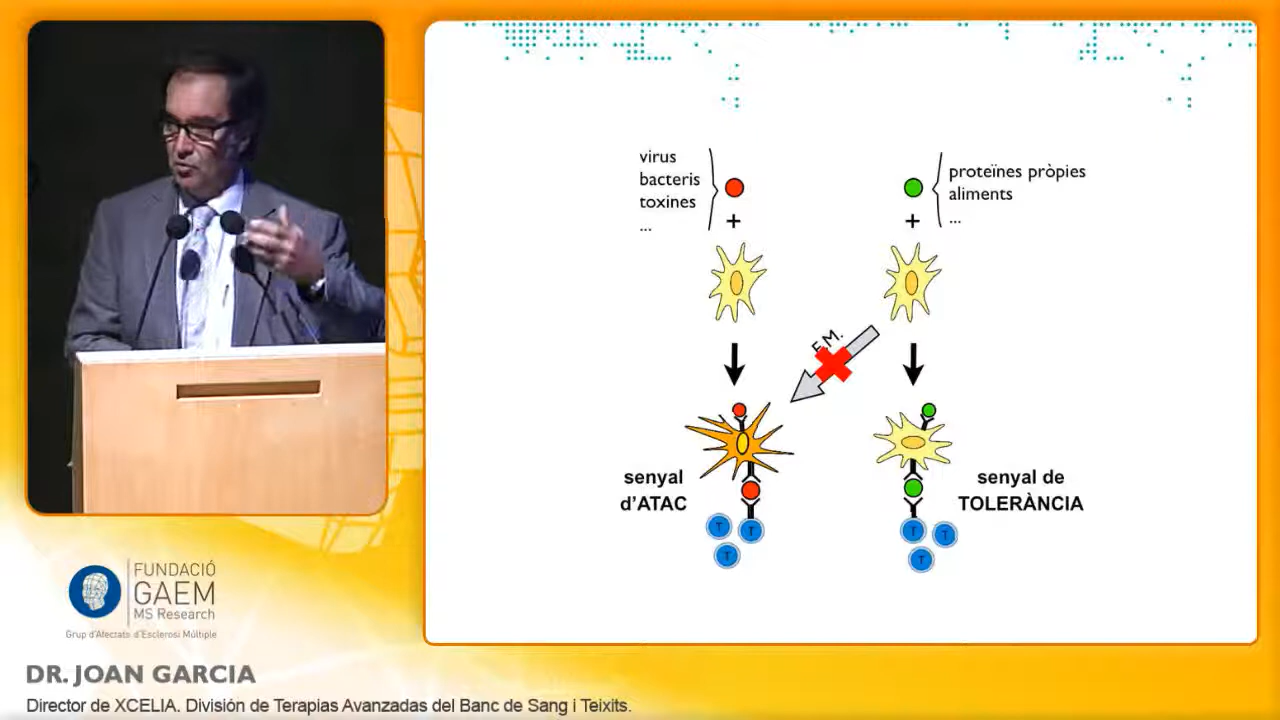 virus
bacteris
toxines
...
+
proteïnes pròpies
aliments
...
+
E.M.
senyal
d'ATAC
T
T
T
senyal de
TOLERÀNCIA
T
T
T
FUNDACIÓ
GAEM
MS Research
Grup d'Afectats d'Esclerosi Múltiple
DR. JOAN GARCIA
Director de XCELIA. División de Terapias Avanzadas del Banc de Sang i Teixits.